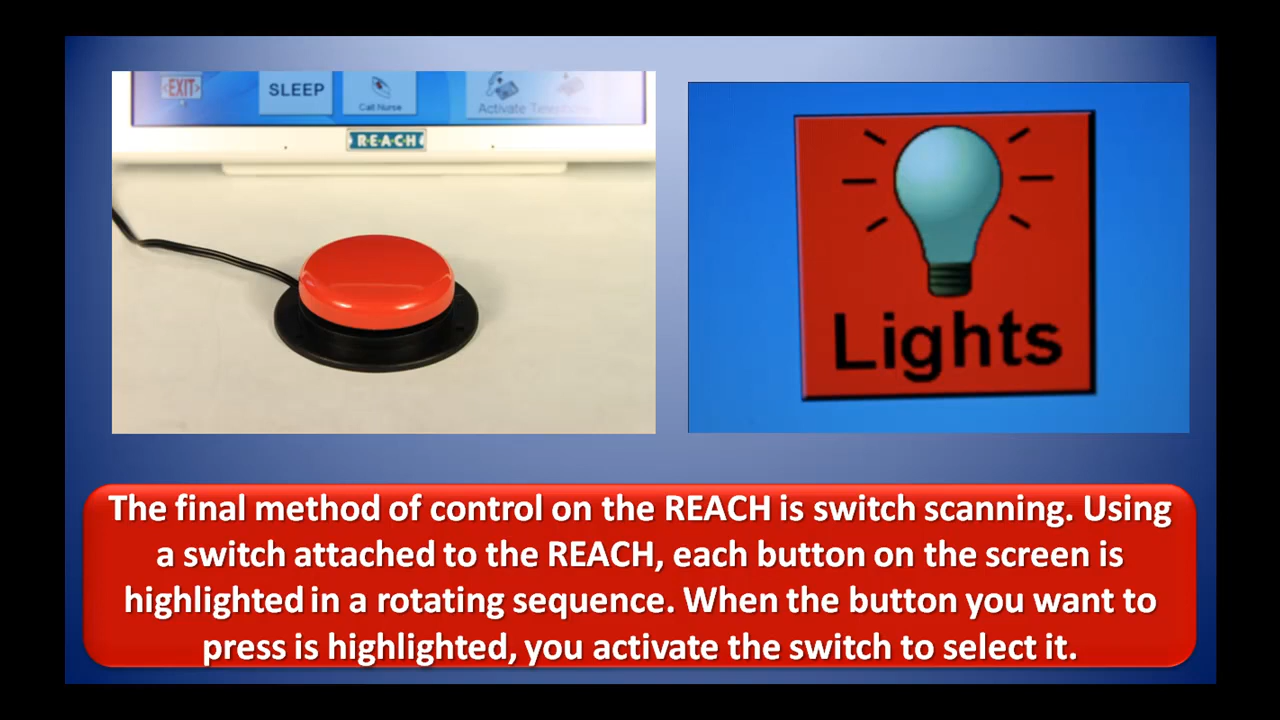 EXIT
SLEEP
Call Nurse
Activate Telephone
REACH
Lights
The final method of control on the REACH is switch scanning. Using
a switch attached to the REACH, each button on the screen is
highlighted in a rotating sequence. When the button you want to
press is highlighted, you activate the switch to select it.